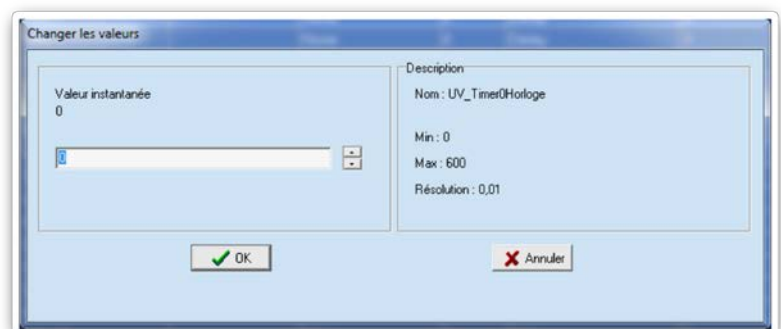 Changer les valeurs
Valeur instantanée
0
0
Description
Nom : UV_Timer0Horloge
Min : 0
Max : 600
Résolution : 0,01
OK
Annuler